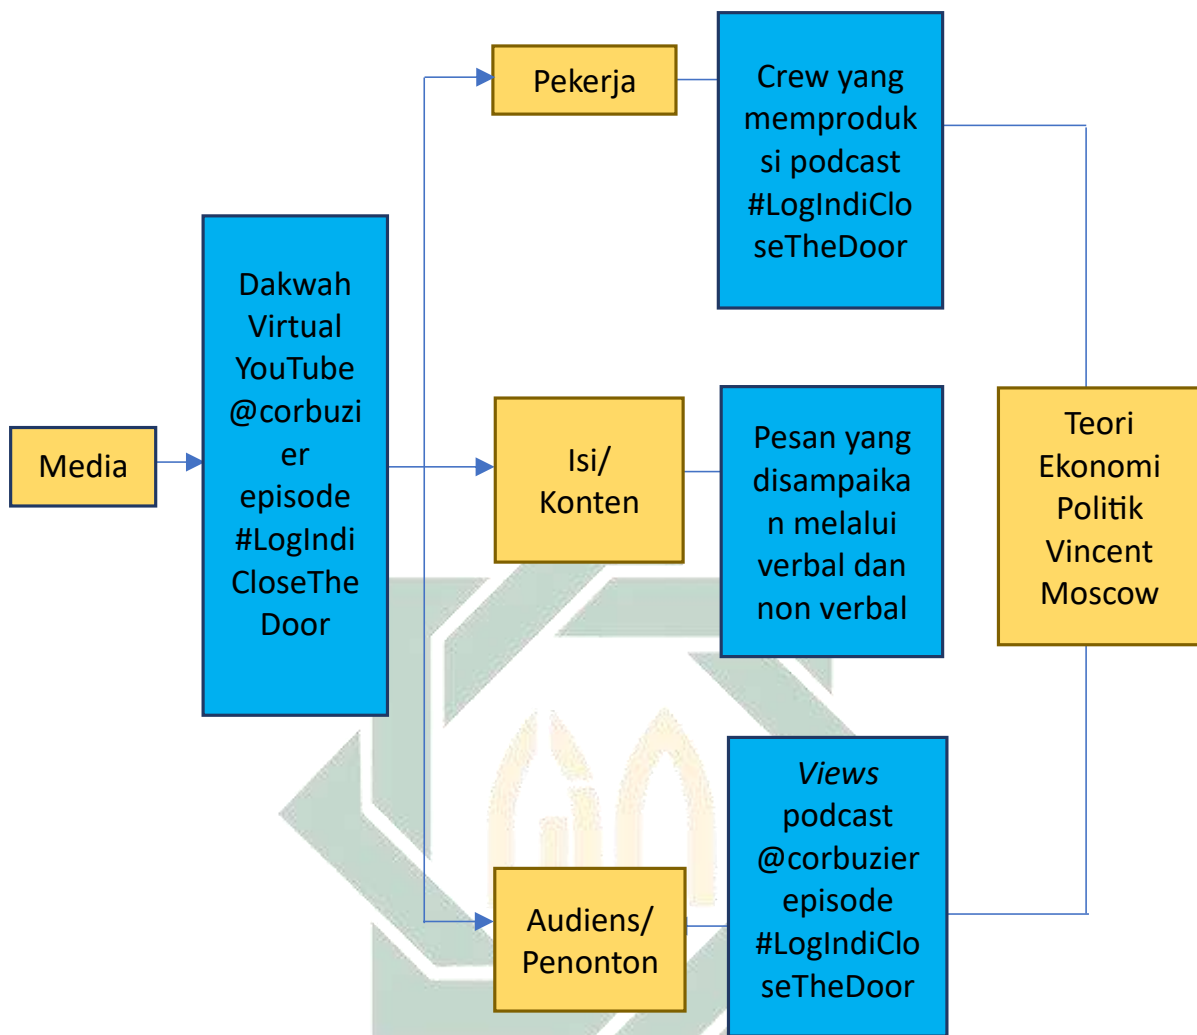 Media
Dakwah
Virtual
YouTube
@corbuzi
er
episode
#LogIndi
CloseThe
Door
Pekerja
Crew yang
memproduk
si podcast
#LogIndiClo
seTheDoor
Isi/
Konten
Pesan yang
disampaika
n melalui
verbal dan
non verbal
Audiens/
Penonton
Views
podcast
@corbuzier
episode
#LogIndiClo
seTheDoor
Teori
Ekonomi
Politik
Vincent
Moscow